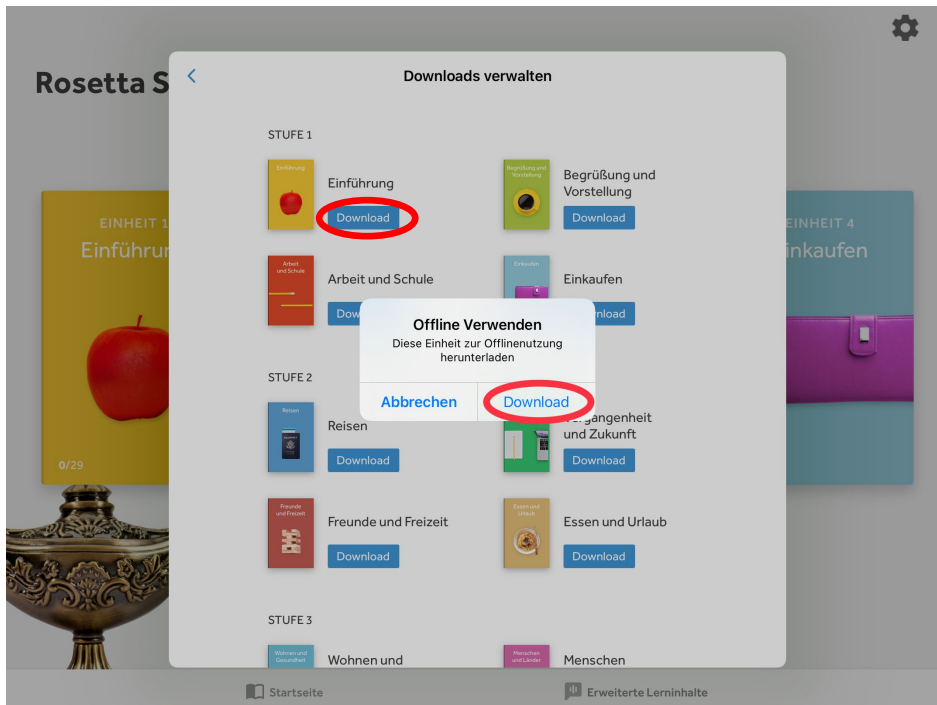 Rosetta S
Downloads verwalten
STUFE 1
Einführung
Einführung
Download
Begrüßung und
Vorstellung
Begrüßung und
Vorstellung
Download
EINHEIT 1
Einführun
EINHEIT 4
inkaufen
Arbeit
und Schule
Arbeit und Schule
Dow
Einkaufen
Einkaufen
nload
Offline Verwenden
Diese Einheit zur Offlinenutzung
herunterladen
Abbrechen
Download
STUFE 2
Reisen
Reisen
Download
Vergangenheit
und Zukunft
Download
0/29
Freunde
und Freizeit
Freunde und Freizeit
Download
Essen und
Urlaub
Essen und Urlaub
Download
STUFE 3
Wohnen und
Gesundheit
Wohnen und
Menschen
und Länder
Menschen
Startseite
Erweiterte Lerninhalte